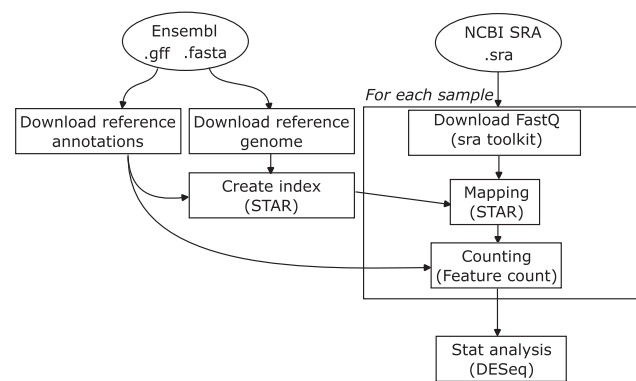 Ensembl
.gff .fasta
NCBI SRA
.sra
For each sample
Download reference
annotations
Download reference
genome
Download FastQ
(sra toolkit)
Create index
(STAR)
Mapping
(STAR)
Counting
(Feature count)
Stat analysis
(DESeq)